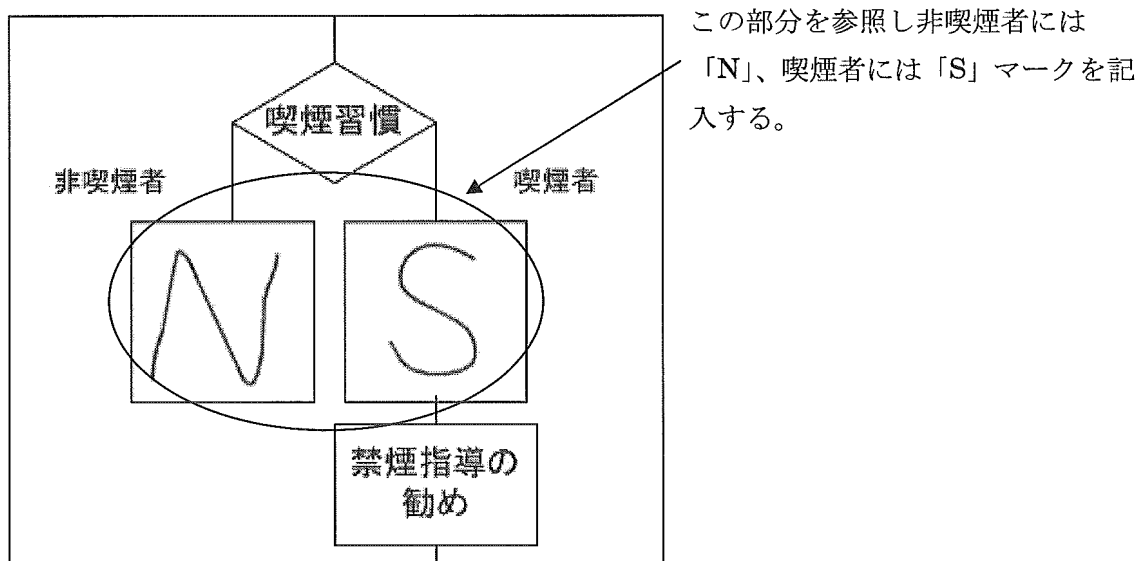 この部分を参照し非喫煙者には
「N」、喫煙者には「S」マークを記
入する。
喫煙習慣
非喫煙者
喫煙者
N
S
禁煙指導の
勧め